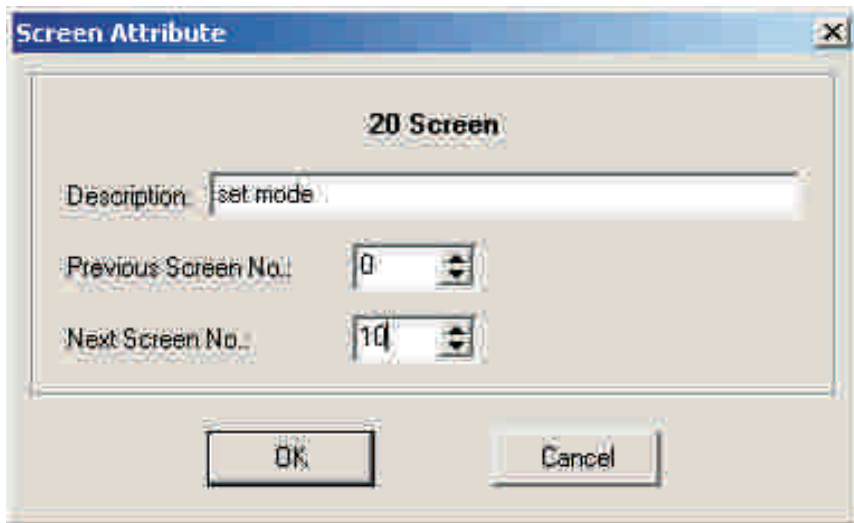 Screen Attribute
20 Screen
Description: set mode
Previous Screen No.: 0
Next Screen No.: 10
OK Cancel